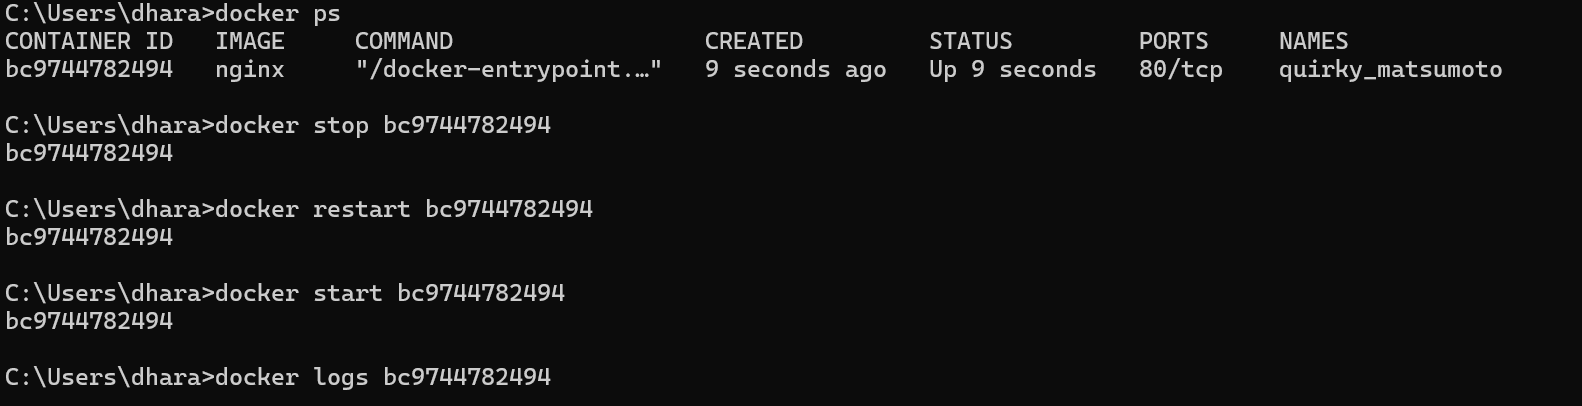 C:\Users\dhara>docker ps
CONTAINER ID   IMAGE     COMMAND                  CREATED         STATUS         PORTS     NAMES
bc9744782494   nginx     "/docker-entrypoint.…"   9 seconds ago   Up 9 seconds   80/tcp    quirky_matsumoto
C:\Users\dhara>docker stop bc9744782494
bc9744782494
C:\Users\dhara>docker restart bc9744782494
bc9744782494
C:\Users\dhara>docker start bc9744782494
bc9744782494
C:\Users\dhara>docker logs bc9744782494